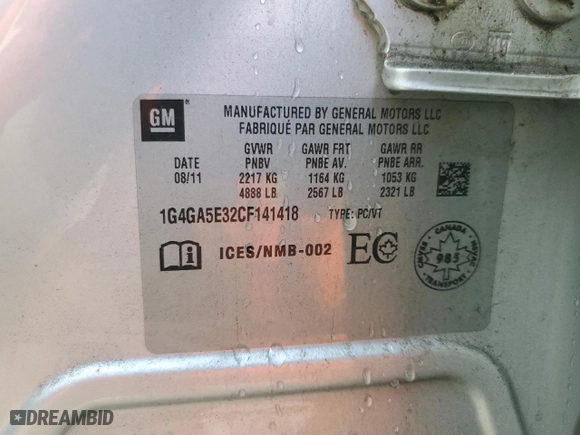 GM ®
MANUFACTURED BY GENERAL MOTORS LLC
FABRIQUÉ PAR GENERAL MOTORS LLC
GVWR GAWR FRT GAWR RR
DATE PNBV PNBE AV. PNBE ARR.
08/11 2217 KG 1164 KG 1053 KG
4888 LB 2567 LB 2321 LB
1G4GA5E32CF141418 TYPE: PC/VT
ICES/NMB-002 EC
985
TRANSPORT
DREAMBID